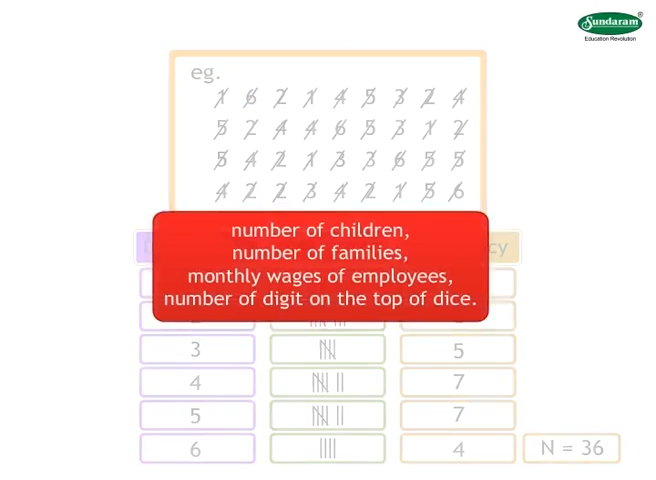 Sundaram®
Education Revolution
eg.
1 6 2 1 4 5 3 2 4
5 2 4 4 6 5 3 1 2
5 4 2 1 3 3 6 5 5
4 2 2 3 4 2 1 5 6
number of children,
number of families,
monthly wages of employees,
number of digit on the top of dice.
3 5
4 7
5 7
6 4 N = 36